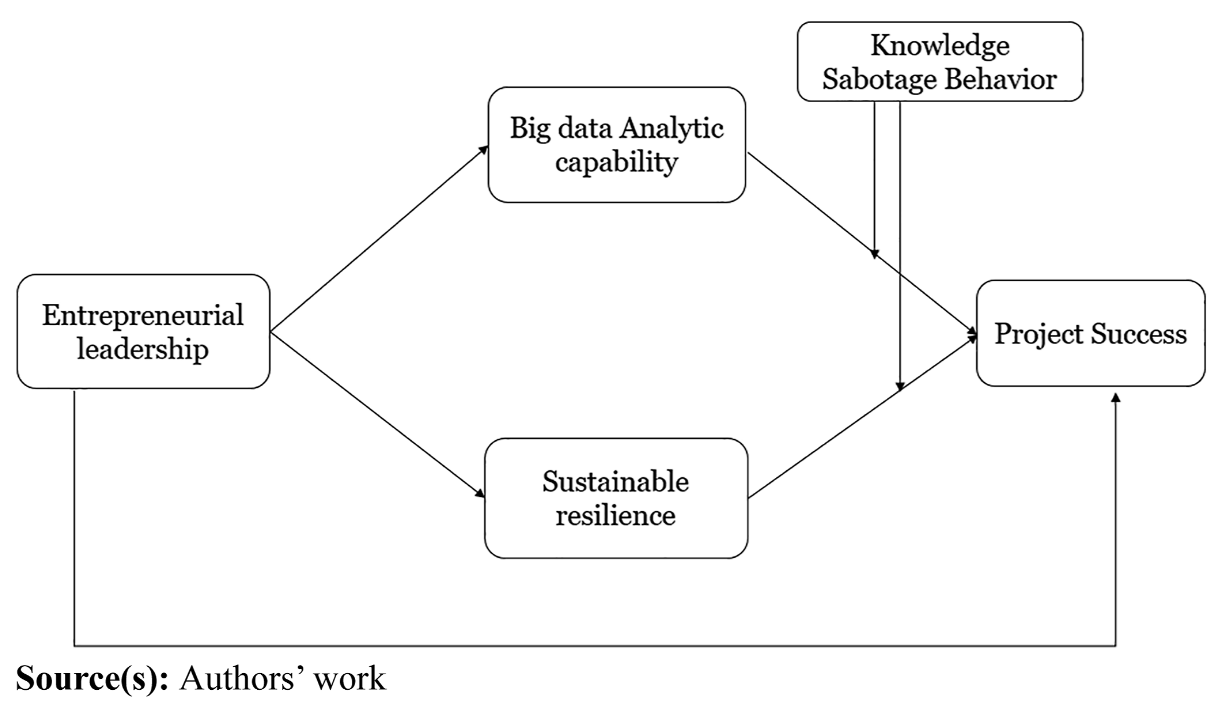 Knowledge
Sabotage Behavior
Big data Analytic
capability
Entrepreneurial
leadership
Project Success
Sustainable
resilience
Source(s): Authors’ work